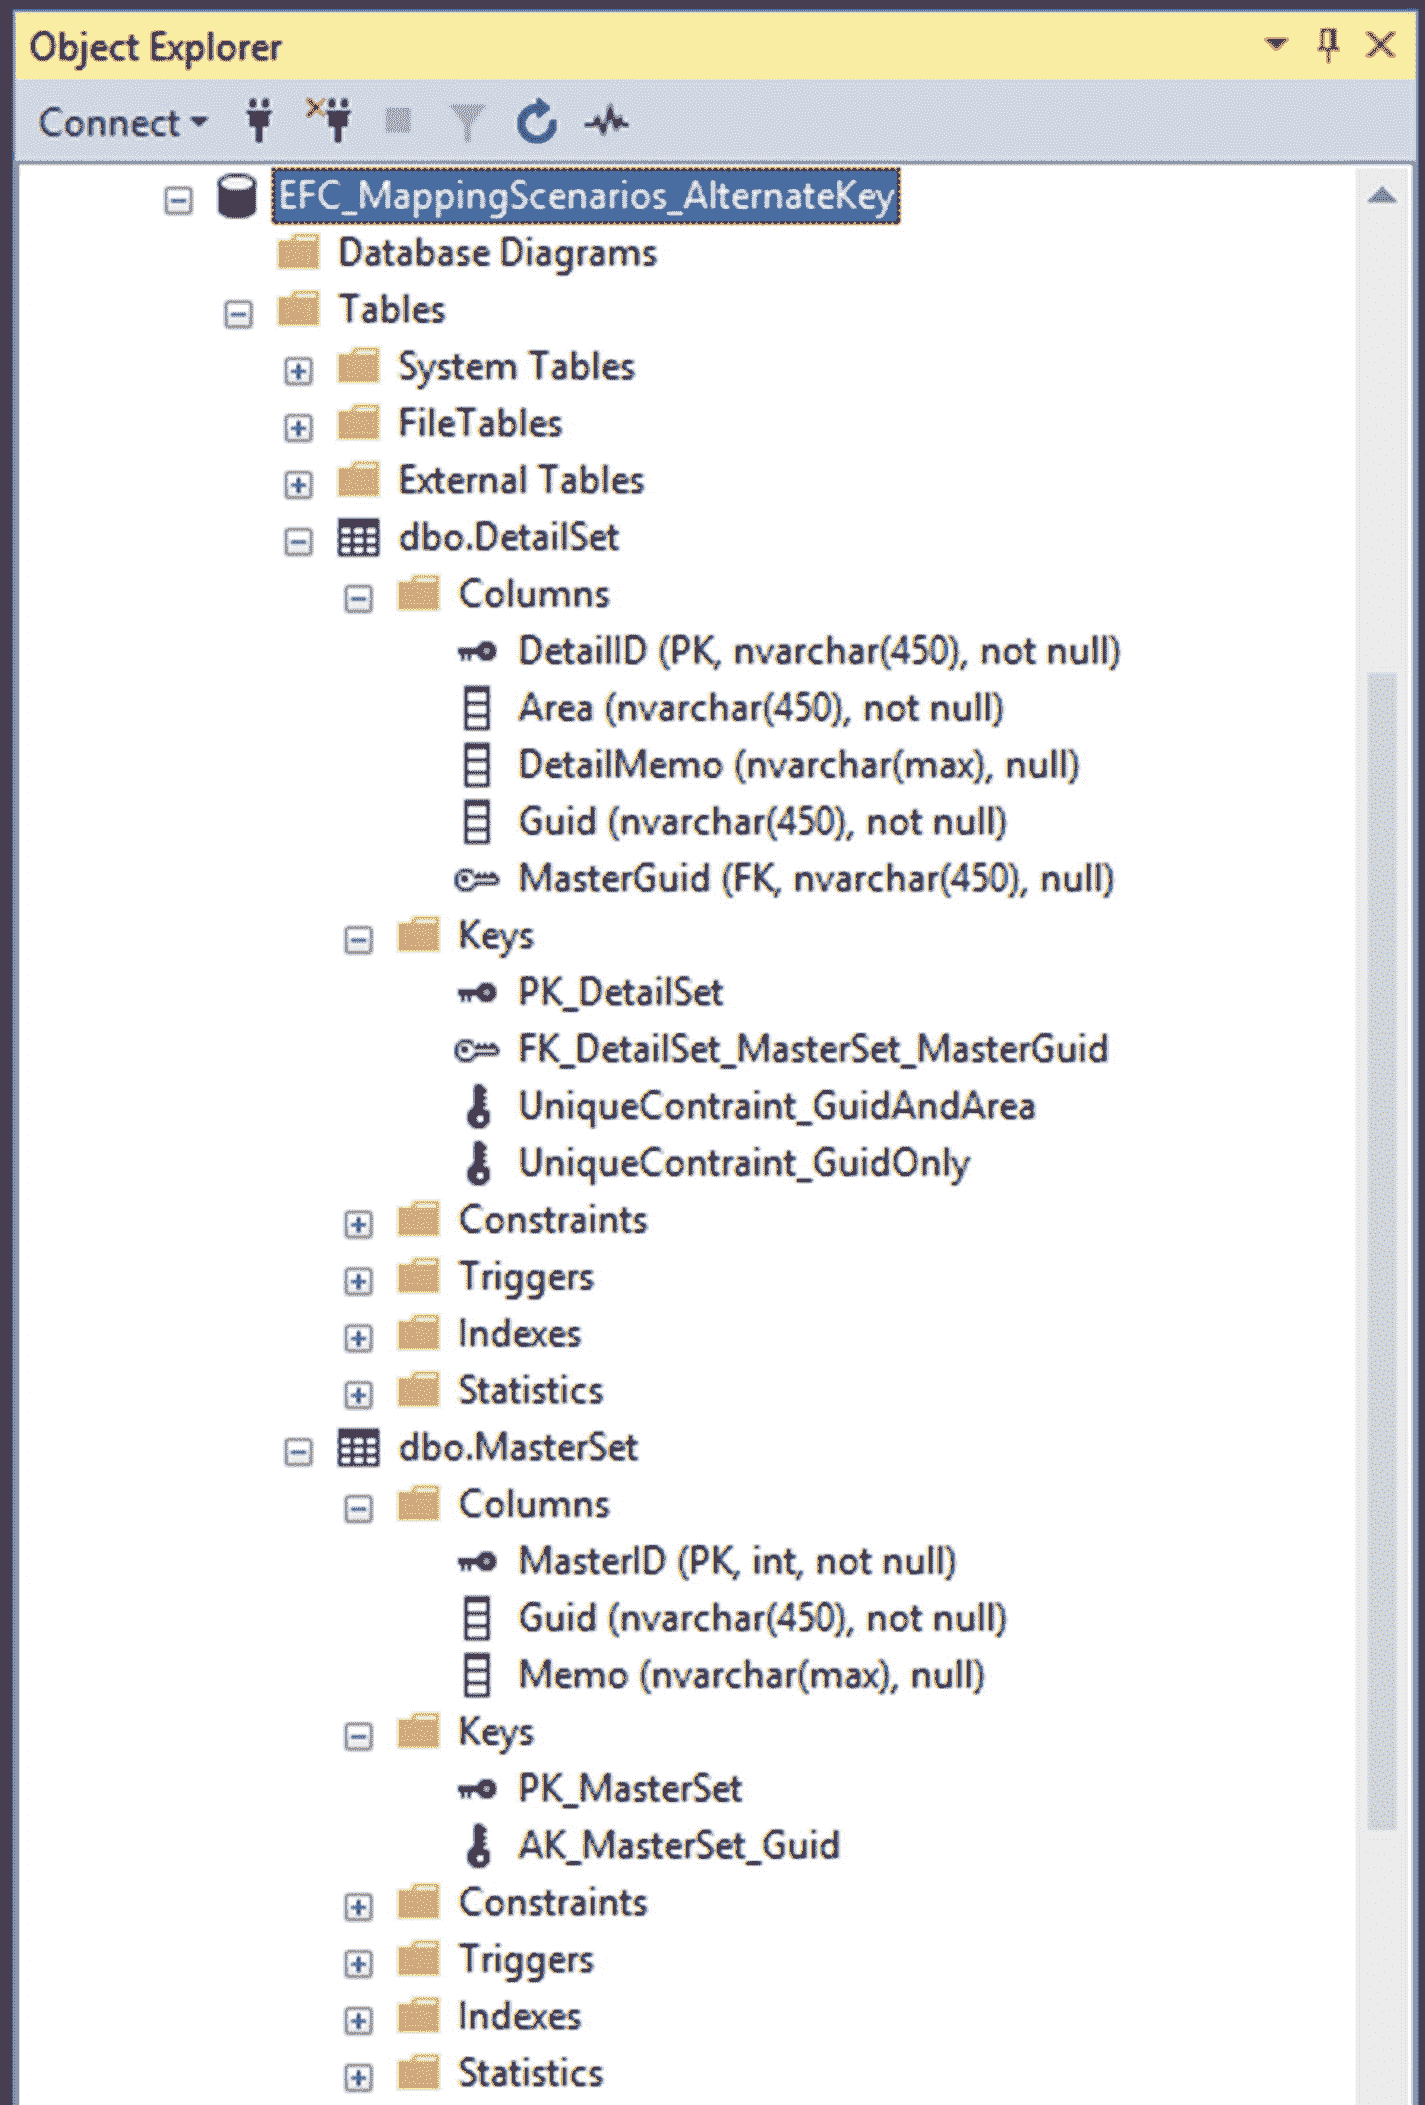 Object Explorer
Connect
EFC_MappingScenarios_AlternateKey
Database Diagrams
Tables
System Tables
FileTables
External Tables
dbo.DetailSet
Columns
DetailID (PK, nvarchar(450), not null)
Area (nvarchar(450), not null)
DetailMemo (nvarchar(max), null)
Guid (nvarchar(450), not null)
MasterGuid (FK, nvarchar(450), null)
Keys
PK_DetailSet
FK_DetailSet_MasterSet_MasterGuid
UniqueContraint_GuidAndArea
UniqueContraint_GuidOnly
Constraints
Triggers
Indexes
Statistics
dbo.MasterSet
Columns
MasterID (PK, int, not null)
Guid (nvarchar(450), not null)
Memo (nvarchar(max), null)
Keys
PK_MasterSet
AK_MasterSet_Guid
Constraints
Triggers
Indexes
Statistics